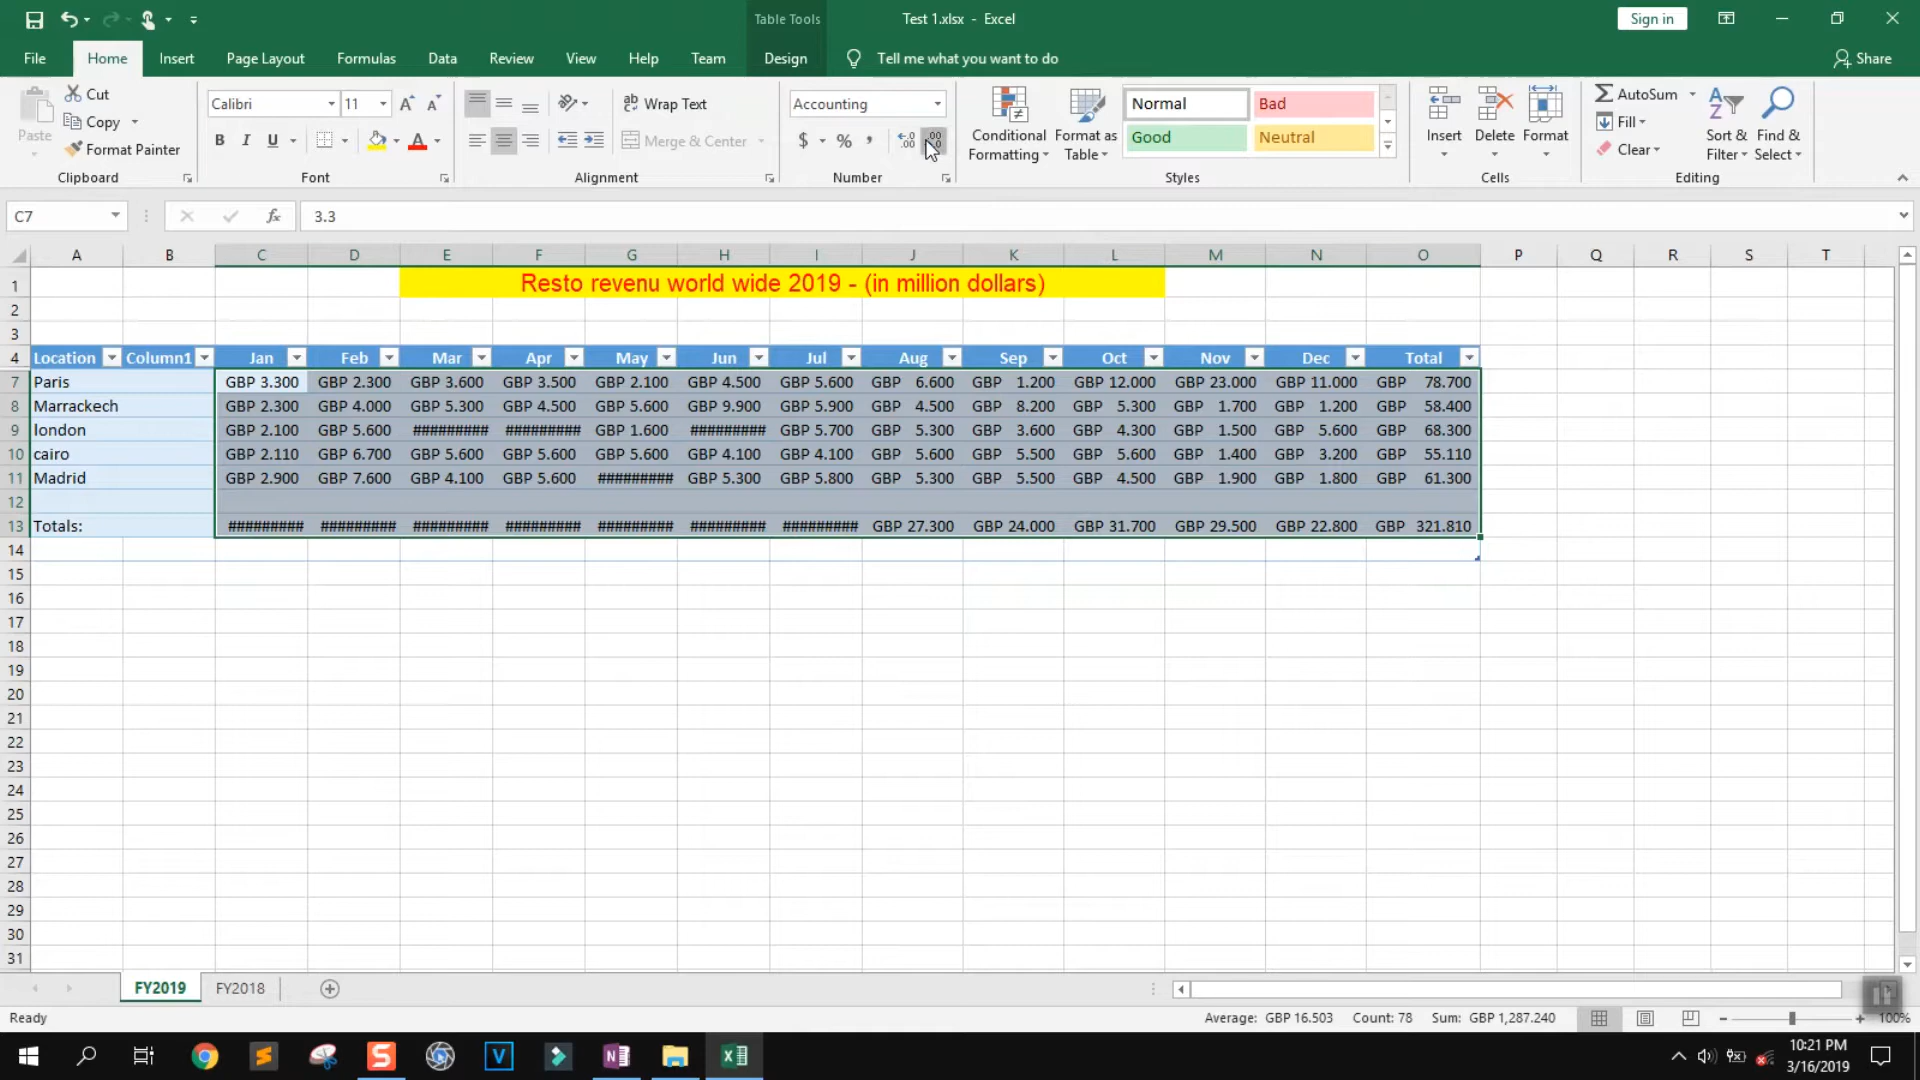 Table Tools
Test 1.xlsx - Excel
Sign in
File Home Insert Page Layout Formulas Data Review View Help Team Design Tell me what you want to do Share
Paste
Cut
Copy
Format Painter
Clipboard
Calibri 11
B I U
Font
Wrap Text
Merge & Center
Alignment
Accounting
$ % ,
Number
Conditional Formatting
Format as Table
Normal Bad
Good Neutral
Styles
Insert Delete Format
Cells
AutoSum
Fill
Clear
Sort & Filter
Find & Select
Editing
C7 fx 3.3
A B C D E F G H I J K L M N O P Q R S T
1 Resto revenu world wide 2019 - (in million dollars)
2
3
4 Location Column1 Jan Feb Mar Apr May Jun Jul Aug Sep Oct Nov Dec Total
7 Paris GBP 3.300 GBP 2.300 GBP 3.600 GBP 3.500 GBP 2.100 GBP 4.500 GBP 5.600 GBP 6.600 GBP 1.200 GBP 12.000 GBP 23.000 GBP 11.000 GBP 78.700
8 Marrackech GBP 2.300 GBP 4.000 GBP 5.300 GBP 4.500 GBP 5.600 GBP 9.900 GBP 5.900 GBP 4.500 GBP 8.200 GBP 5.300 GBP 1.700 GBP 1.200 GBP 58.400
9 london GBP 2.100 GBP 5.600 ######### ######### GBP 1.600 ######### GBP 5.700 GBP 5.300 GBP 3.600 GBP 4.300 GBP 1.500 GBP 5.600 GBP 68.300
10 cairo GBP 2.110 GBP 6.700 GBP 5.600 GBP 5.600 GBP 5.600 GBP 4.100 GBP 4.100 GBP 5.600 GBP 5.500 GBP 5.600 GBP 1.400 GBP 3.200 GBP 55.110
11 Madrid GBP 2.900 GBP 7.600 GBP 4.100 GBP 5.600 ######### GBP 5.300 GBP 5.800 GBP 5.300 GBP 5.500 GBP 4.500 GBP 1.900 GBP 1.800 GBP 61.300
12
13 Totals: ######### ######### ######### ######### ######### ######### ######### GBP 27.300 GBP 24.000 GBP 31.700 GBP 29.500 GBP 22.800 GBP 321.810
14
15
16
17
18
19
20
21
22
23
24
25
26
27
28
29
30
31
FY2019 FY2018
Ready Average: GBP 16.503 Count: 78 Sum: GBP 1,287.240 100%
10:21 PM
3/16/2019